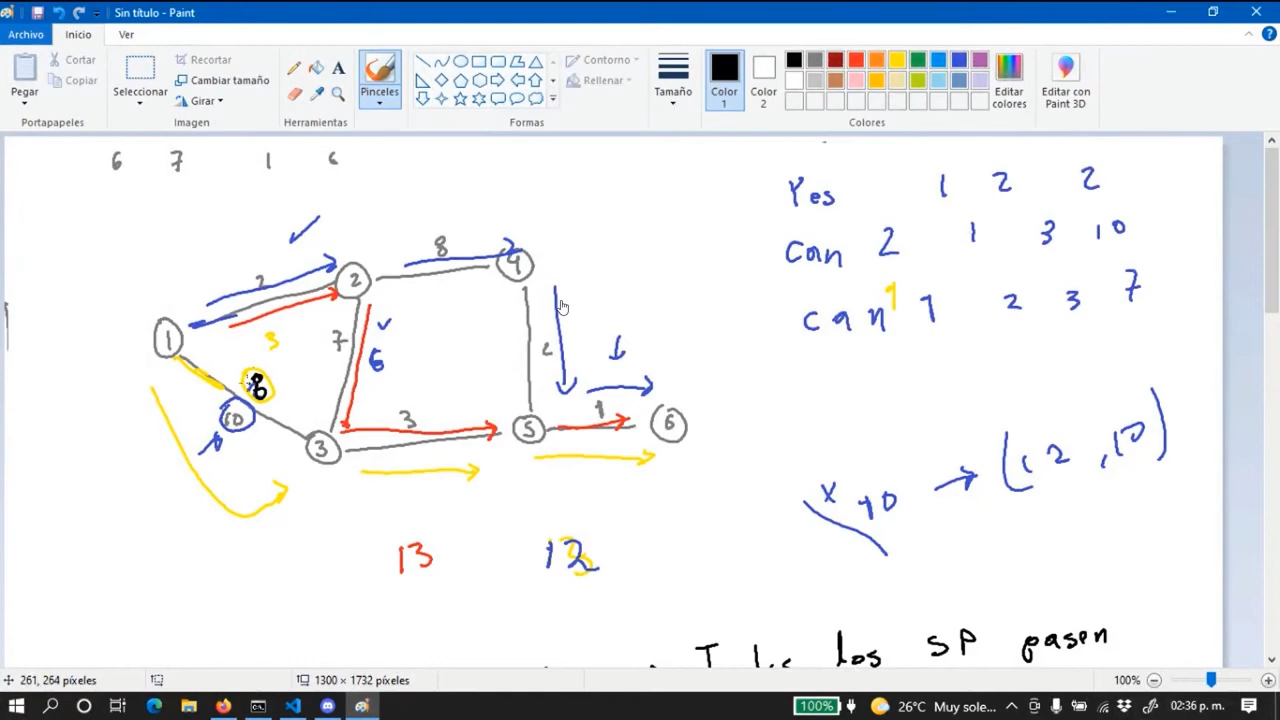 Sin título - Paint
Archivo Inicio Ver
Pegar
Cortar
Copiar
Portapapeles
Seleccionar
Recortar
Cambiar tamaño
Girar
Imagen
A
Herramientas
Pinceles
Contorno
Rellenar
Formas
Tamaño
Color 1
Color 2
Editar colores
Colores
Editar con Paint 3D
6 7 1 6
Yes 1 2 2
Can 2 1 3 10
Can 1 1 2 3 7
2
8
4
2
3
7
6
1
8
10
3
3
5
1
6
13
12
x 10 → (12, 10)
los SP pasen
261, 264 píxeles
1300 × 1732 píxeles
100%
100%
26°C Muy sole...
02:36 p. m.